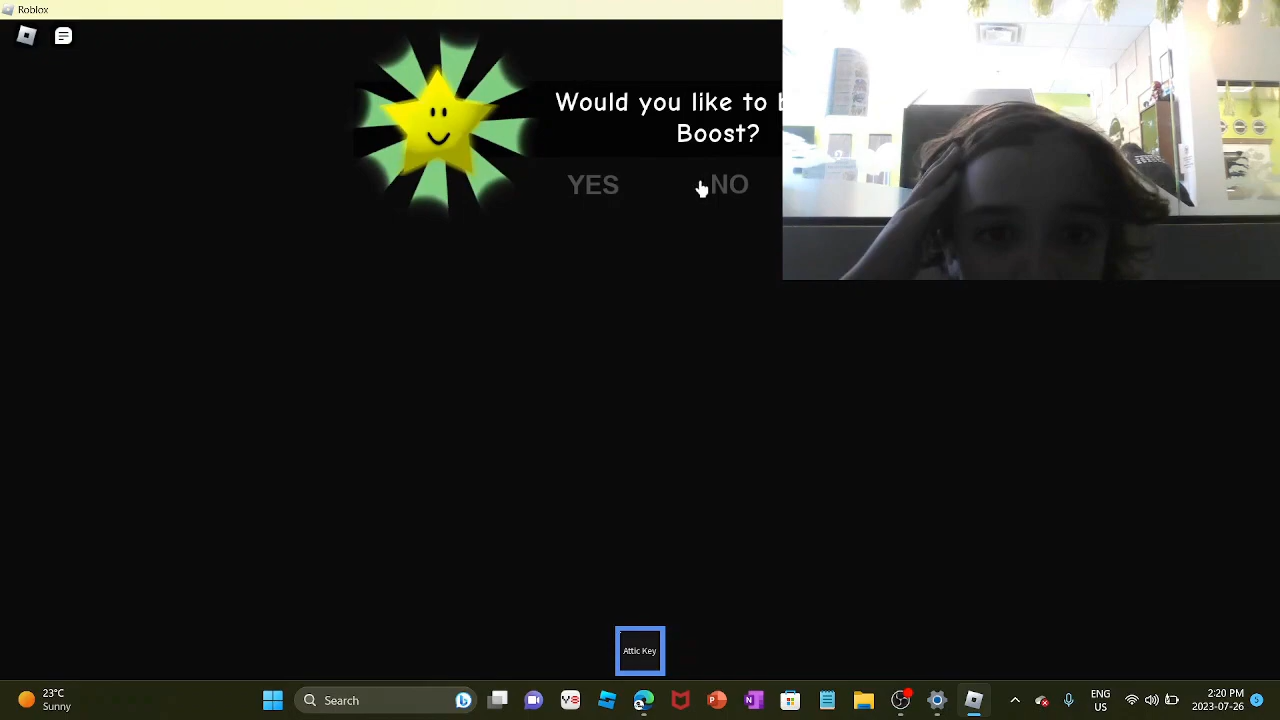 Roblox
Would you like to
Boost?
YES
NO
Attic Key
23°C
Sunny
Search
ENG
US
2:20 PM
2023-07-26